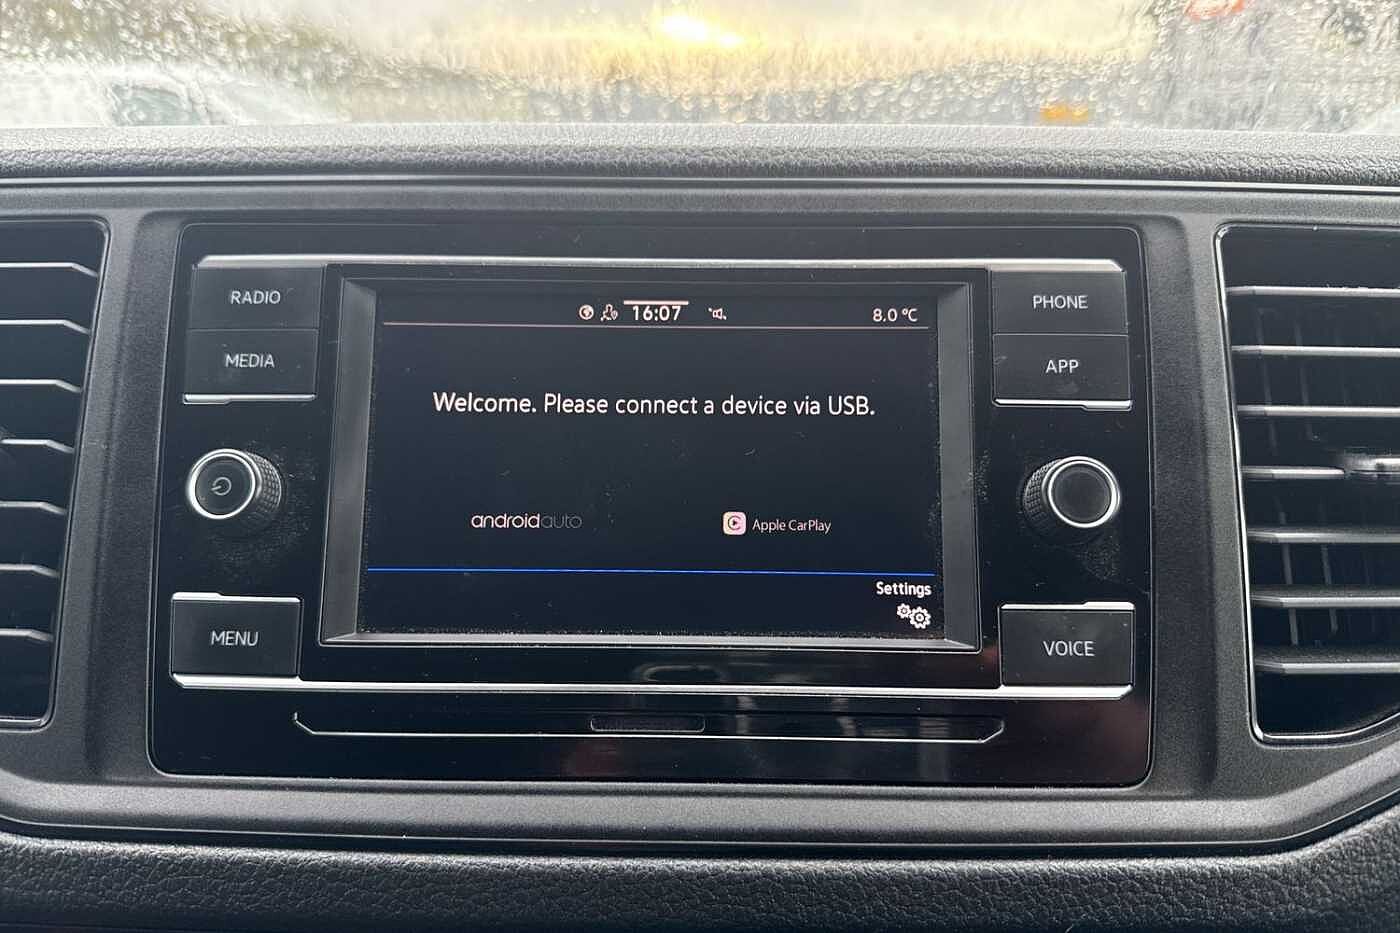 RADIO
MEDIA
MENU
16:07
8.0 °C
Welcome. Please connect a device via USB.
androidauto
Apple CarPlay
Settings
PHONE
APP
VOICE